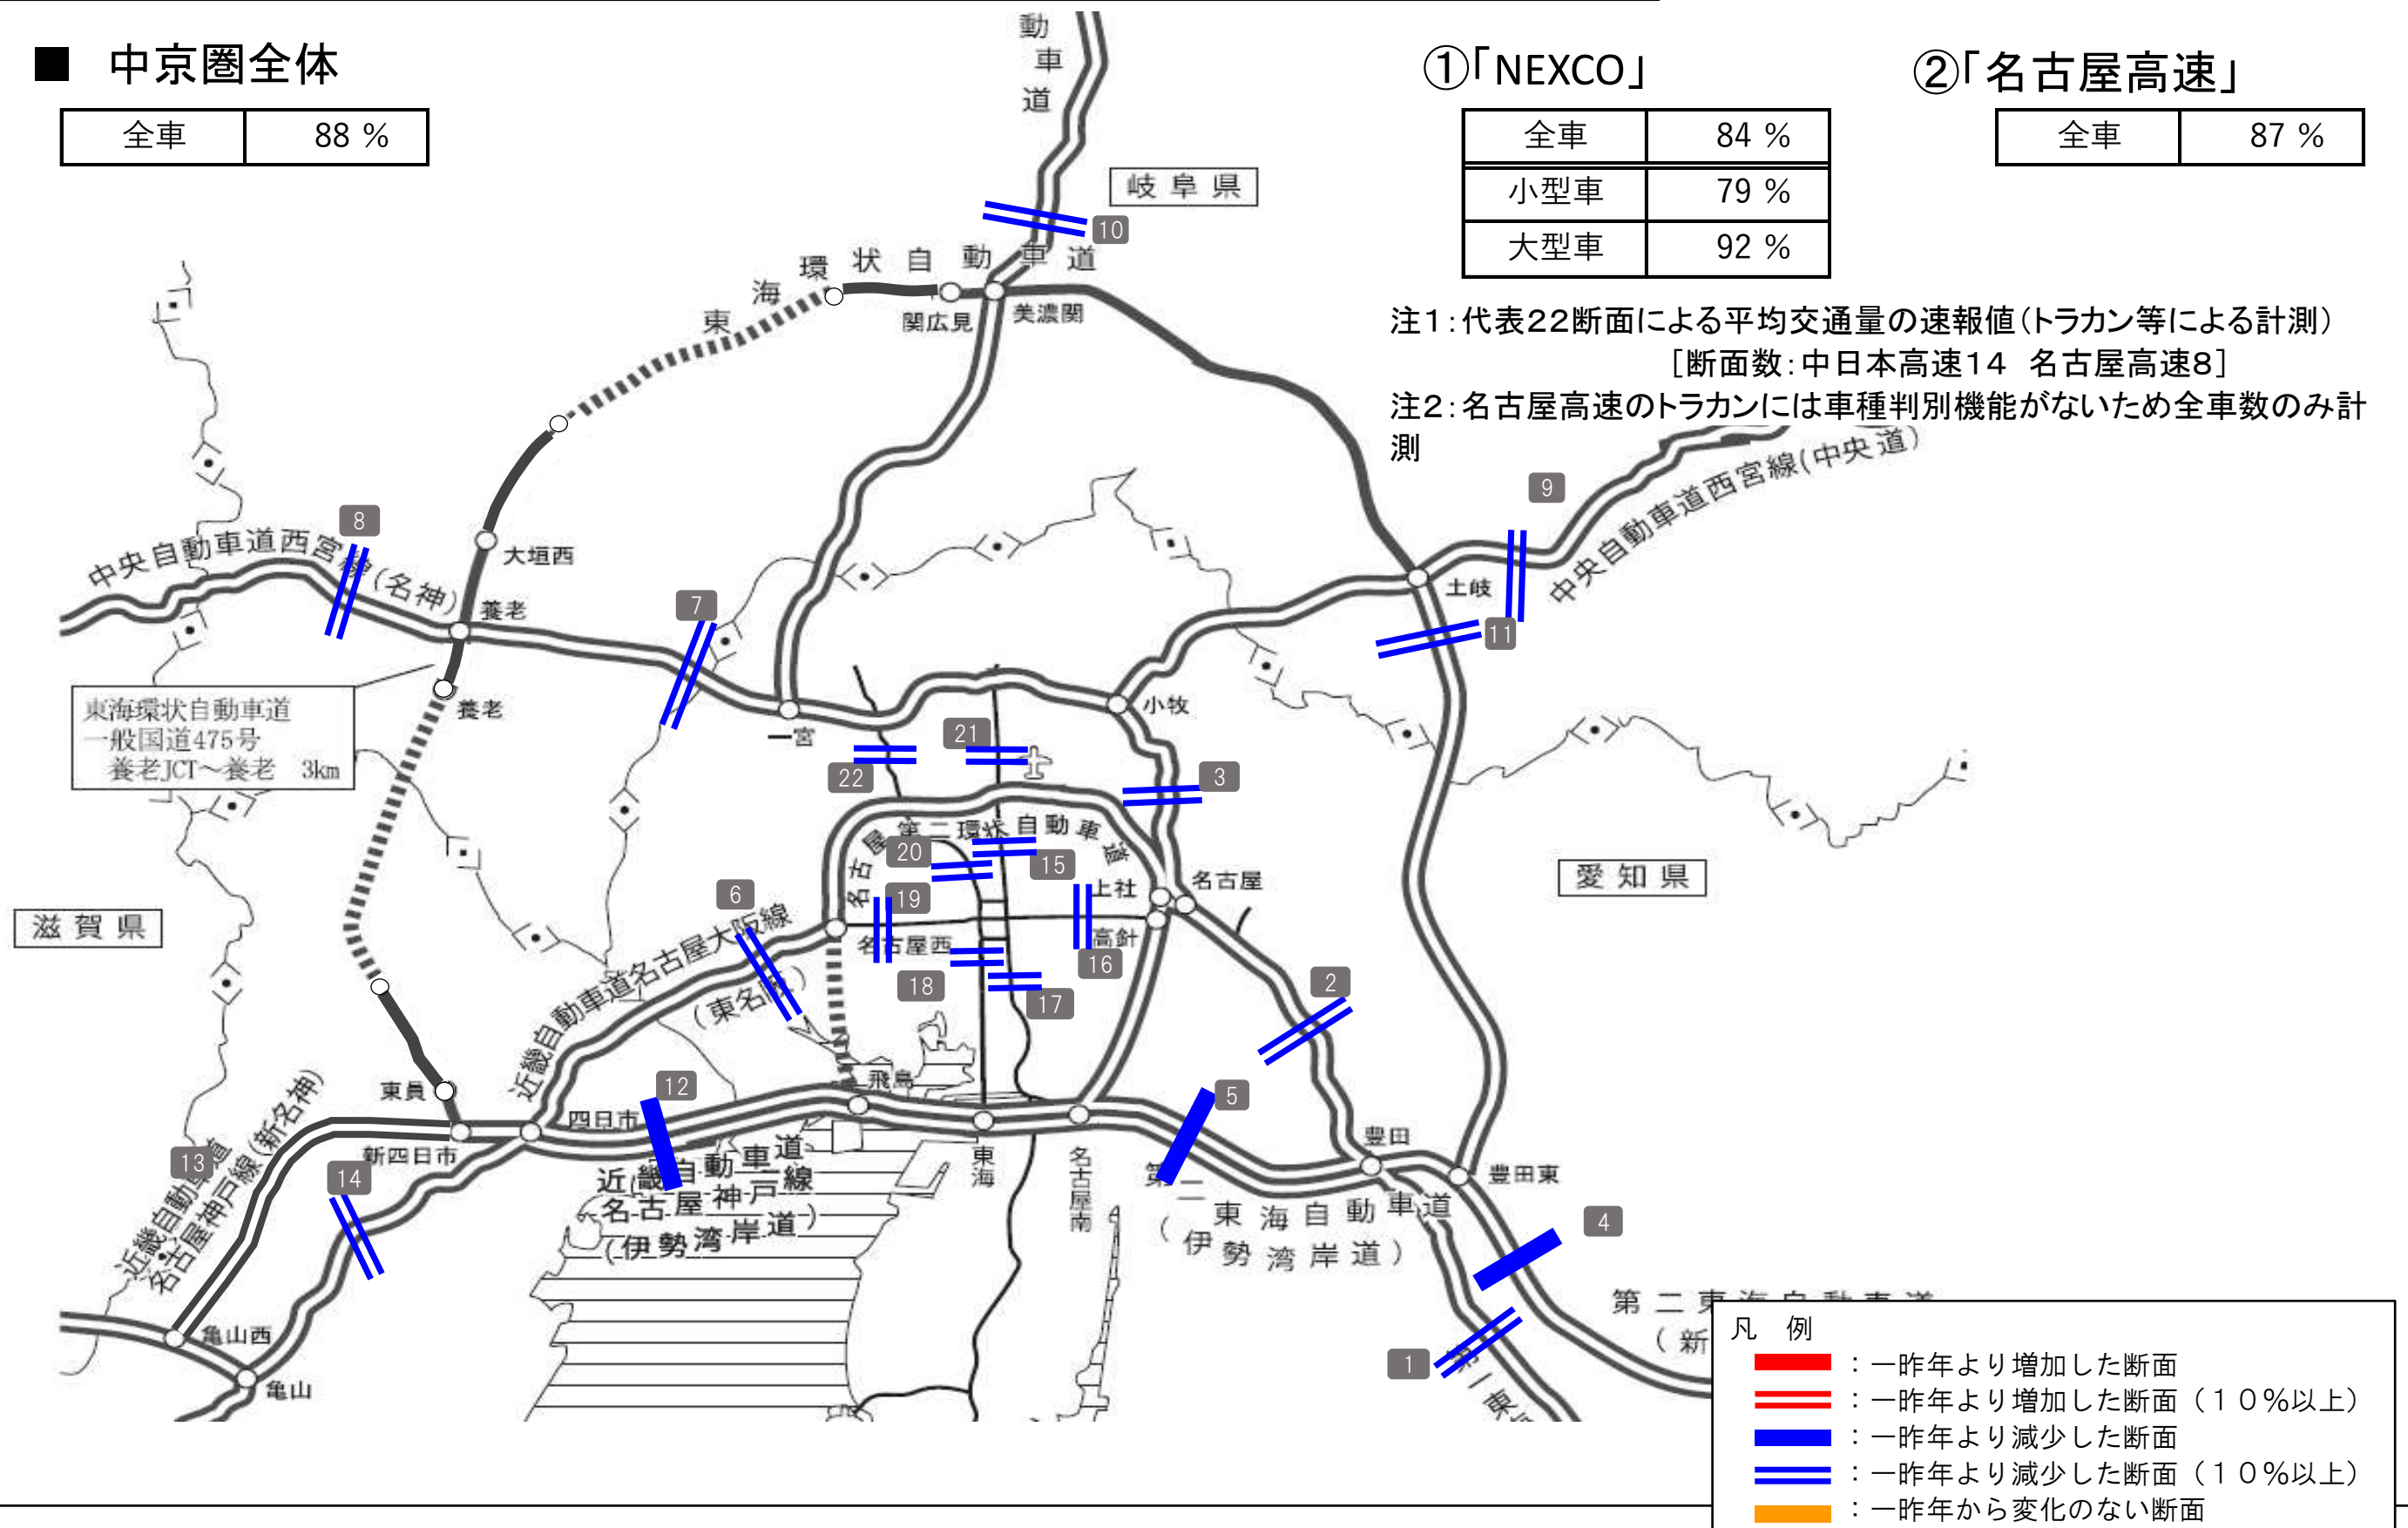 ■ 中京圏全体
全車 88 %
①「NEXCO」
全車 84 %
小型車 79 %
大型車 92 %
②「名古屋高速」
全車 87 %
注1：代表22断面による平均交通量の速報値（トラカン等による計測）
［断面数：中日本高速14 名古屋高速8］
注2：名古屋高速のトラカンには車種判別機能がないため全車数のみ計
測
動車道
岐阜県
10
東海環状自動車道
関広見
美濃関
9
中央自動車道西宮線(中央道)
8
中央自動車道西宮線(名神)
大垣西
養老
7
土岐
11
東海環状自動車道
一般国道475号
養老JCT～養老 3km
養老
一宮
小牧
21
22
3
名古屋第二環状自動車道
20
15
上社
名古屋
愛知県
滋賀県
6
19
名古屋西
高針
16
18
17
2
近畿自動車道名古屋大阪線
(東名阪)
東員
12
四日市
飛島
5
新四日市
13
14
近畿自動車道
名古屋神戸線(新名神)
近畿自動車道
名古屋神戸線
(伊勢湾岸道)
東海
名古屋南
豊田
豊田東
第二東海自動車道
(伊勢湾岸道)
4
亀山西
亀山
1
第一東
第二東海自動車道
(新
凡 例
：一昨年より増加した断面
：一昨年より増加した断面（１０％以上）
：一昨年より減少した断面
：一昨年より減少した断面（１０％以上）
：一昨年から変化のない断面